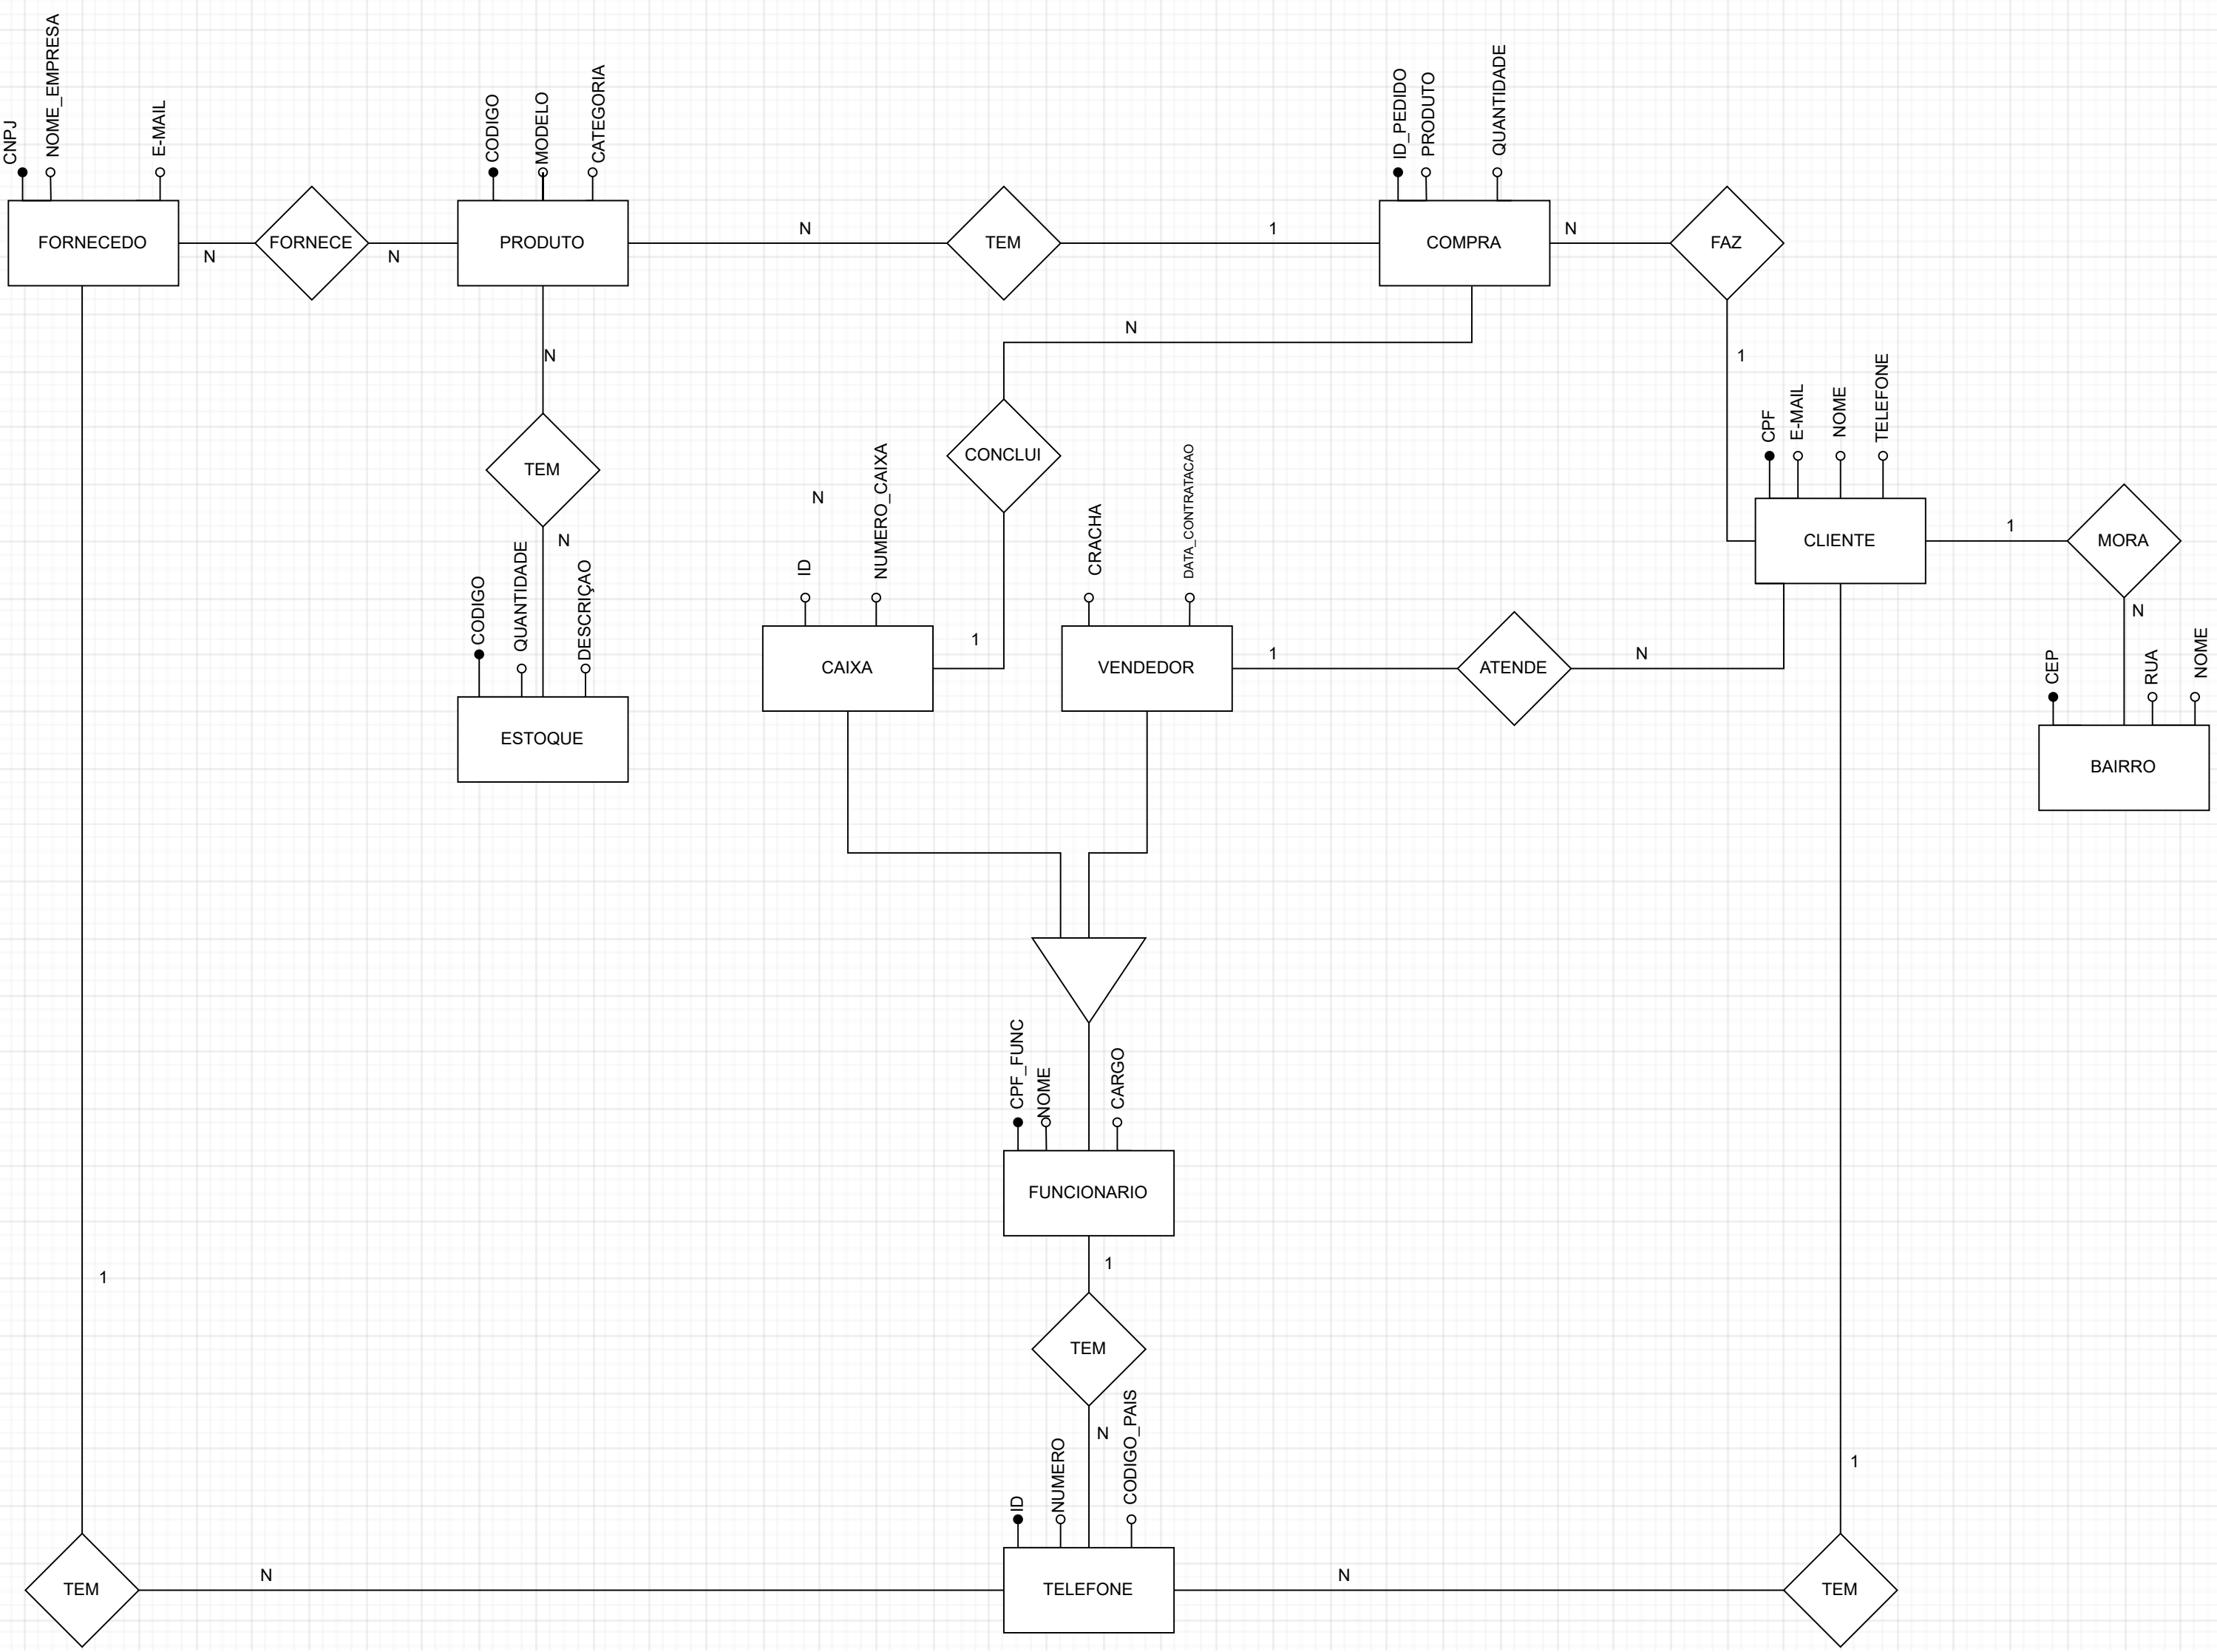 CNPJ
NOME_EMPRESA
E-MAIL
CODIGO
MODELO
CATEGORIA
ID_PEDIDO
PRODUTO
QUANTIDADE
FORNECEDO
N
FORNECE
N
PRODUTO
N
TEM
1
COMPRA
N
FAZ
N
N
1
CPF
E-MAIL
NOME
TELEFONE
TEM
CONCLUI
N
ID
NUMERO_CAIXA
CRACHA
DATA_CONTRATACAO
N
CODIGO
QUANTIDADE
DESCRIÇAO
CLIENTE
1
MORA
N
CEP
RUA
NOME
CAIXA
1
VENDEDOR
1
ATENDE
N
ESTOQUE
BAIRRO
CPF_FUNC
NOME
CARGO
FUNCIONARIO
1
1
TEM
N
1
ID
NUMERO
CODIGO_PAIS
TEM
N
TELEFONE
N
TEM